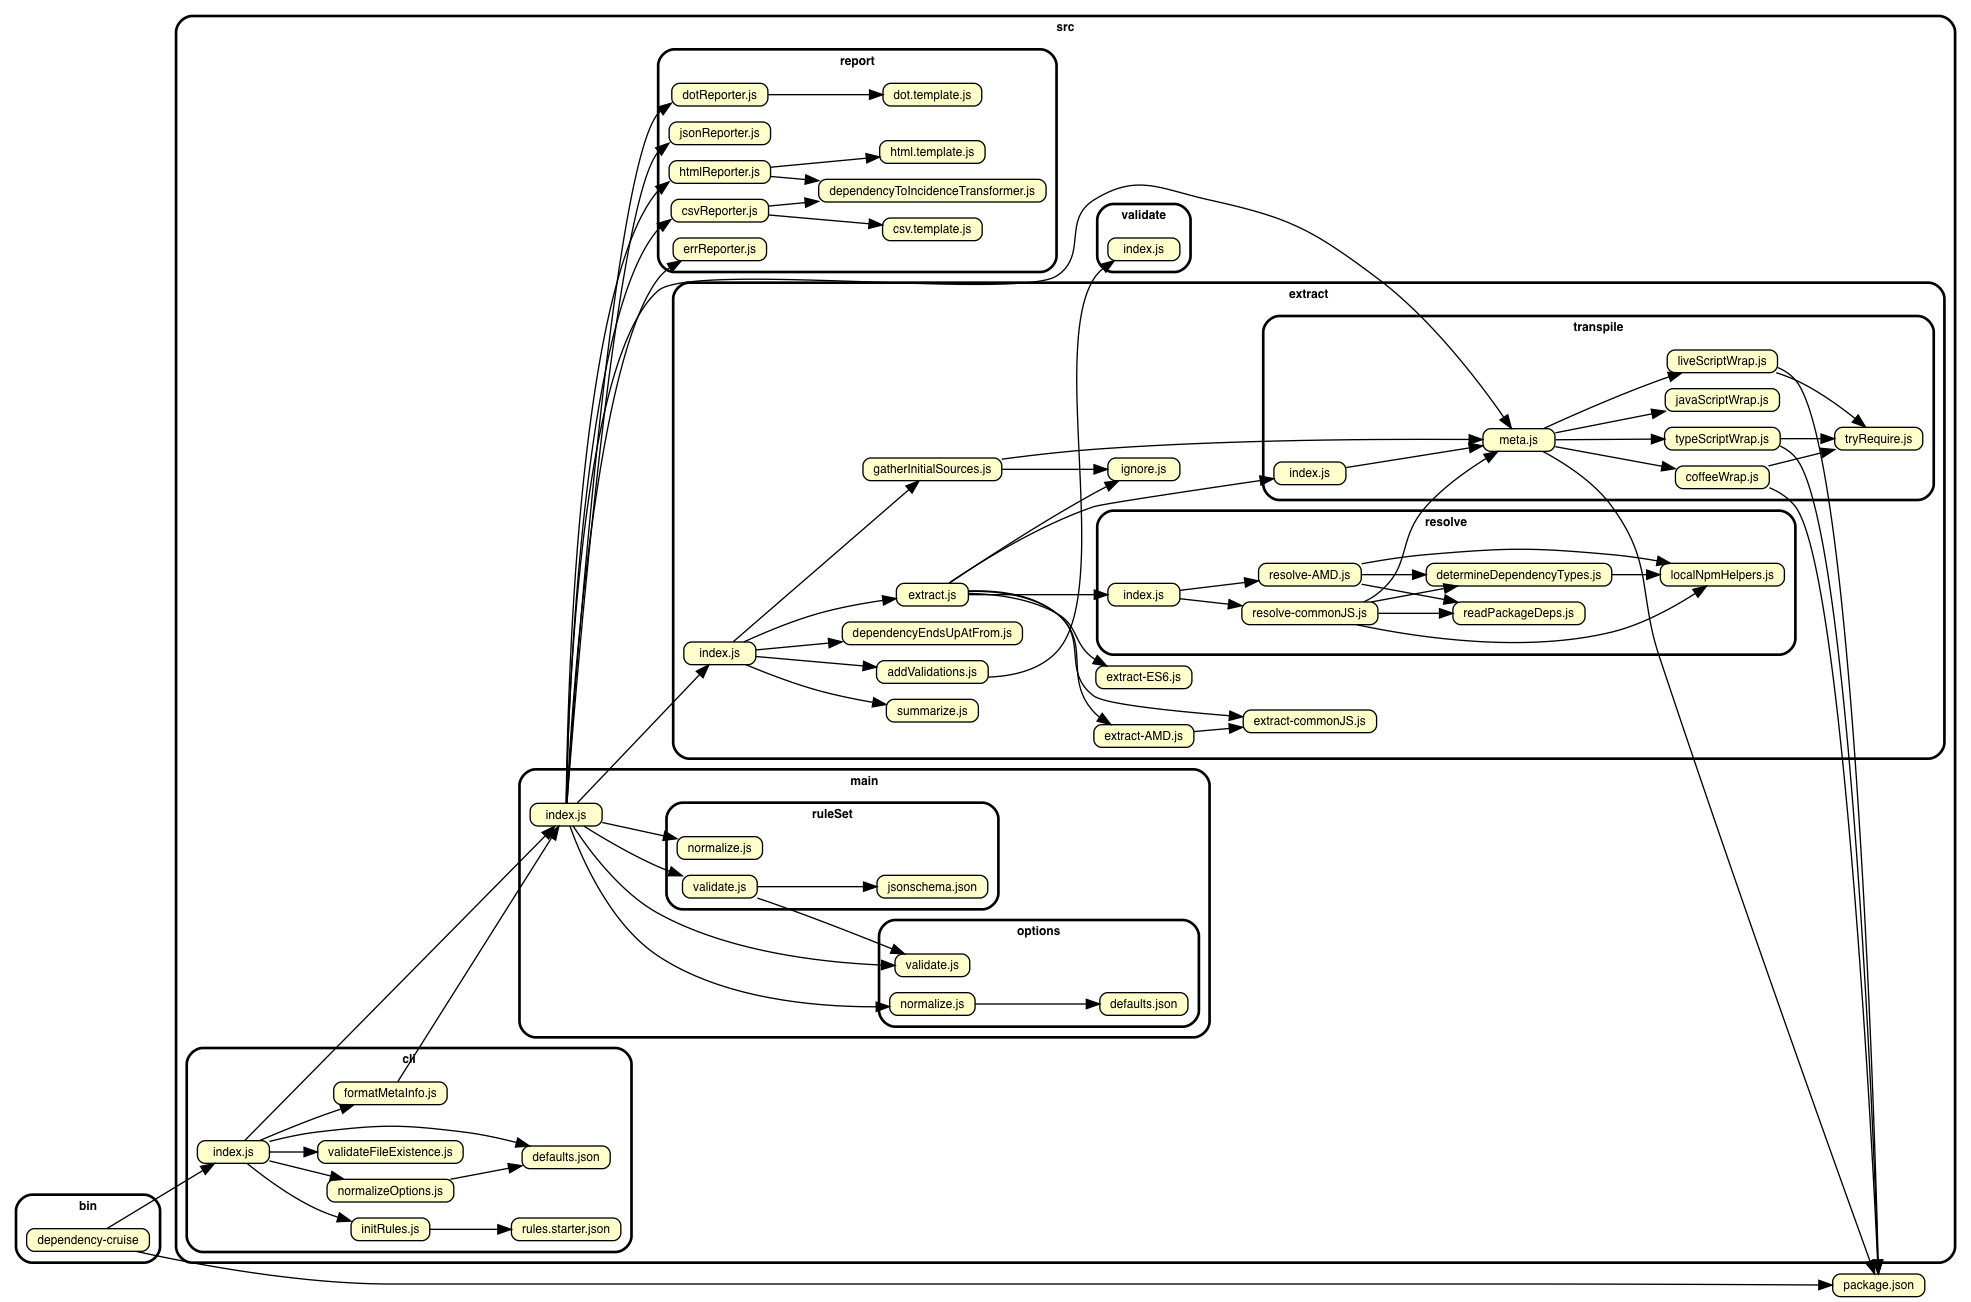 src
report
dotReporter.js
dot.template.js
jsonReporter.js
html.template.js
htmlReporter.js
dependencyToIncidenceTransformer.js
csvReporter.js
csv.template.js
errReporter.js
validate
index.js
extract
transpile
liveScriptWrap.js
javaScriptWrap.js
meta.js
typeScriptWrap.js
tryRequire.js
gatherInitialSources.js
ignore.js
index.js
coffeeWrap.js
resolve
resolve-AMD.js
determineDependencyTypes.js
localNpmHelpers.js
extract.js
index.js
resolve-commonJS.js
readPackageDeps.js
dependencyEndsUpAtFrom.js
index.js
addValidations.js
extract-ES6.js
summarize.js
extract-commonJS.js
extract-AMD.js
main
index.js
ruleSet
normalize.js
validate.js
jsonschema.json
options
validate.js
normalize.js
defaults.json
cli
formatMetaInfo.js
index.js
validateFileExistence.js
defaults.json
normalizeOptions.js
initRules.js
rules.starter.json
bin
dependency-cruise
package.json